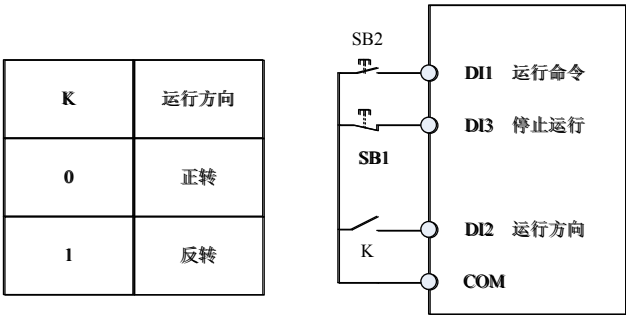 K 运行方向
0 正转
1 反转
SB2
DI1 运行命令
DI3 停止运行
SB1
DI2 运行方向
K
COM